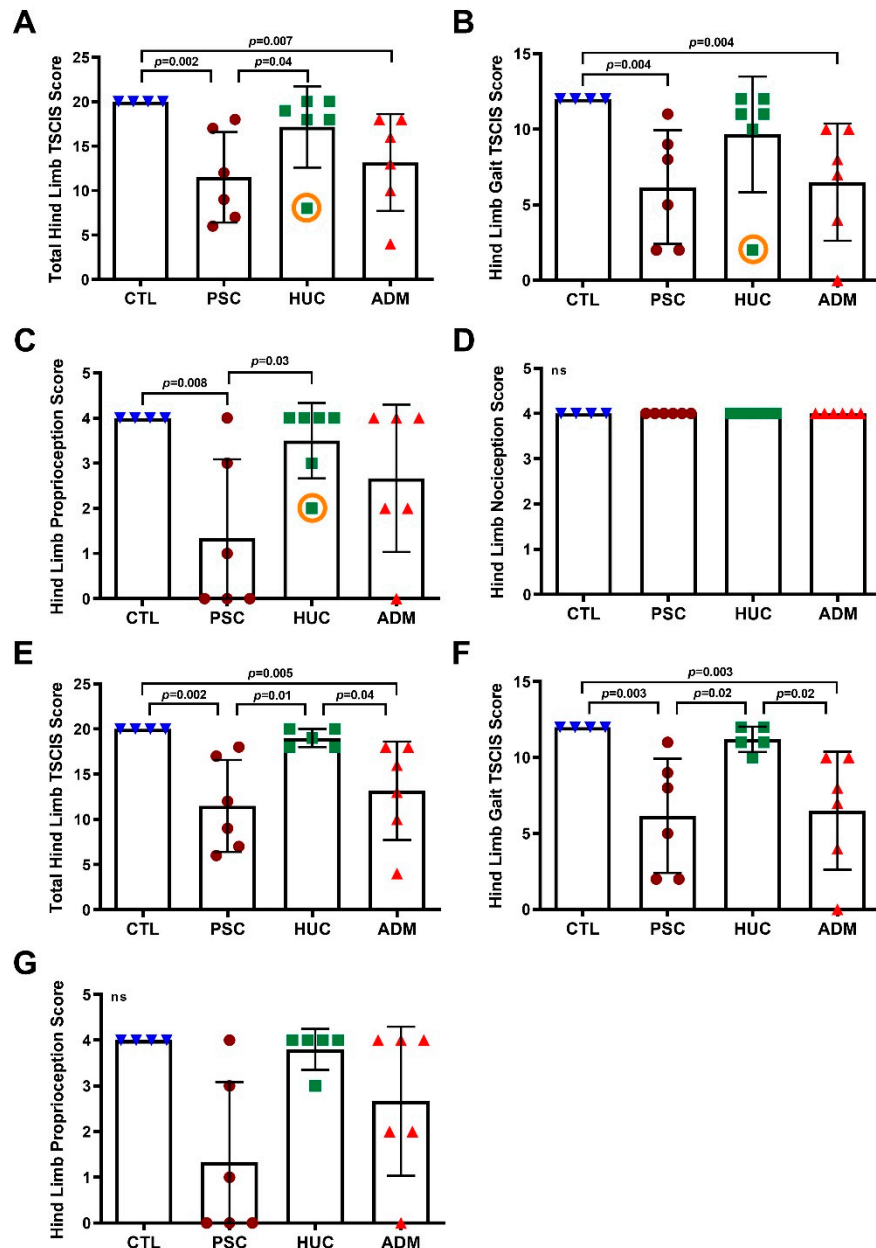 A
p=0.007
p=0.002
p=0.04
Total Hind Limb TSCIS Score
25
20
15
10
5
0
CTL PSC HUC ADM
B
p=0.004
p=0.004
Hind Limb Gait TSCIS Score
15
10
5
0
CTL PSC HUC ADM
C
p=0.03
p=0.008
Hind Limb Proprioception Score
5
4
3
2
1
0
CTL PSC HUC ADM
D
ns
Hind Limb Nociception Score
5
4
3
2
1
0
CTL PSC HUC ADM
E
p=0.005
p=0.002
p=0.01
p=0.04
Total Hind Limb TSCIS Score
25
20
15
10
5
0
CTL PSC HUC ADM
F
p=0.003
p=0.003
p=0.02
p=0.02
Hind Limb Gait TSCIS Score
15
10
5
0
CTL PSC HUC ADM
G
ns
Hind Limb Proprioception Score
5
4
3
2
1
0
CTL PSC HUC ADM